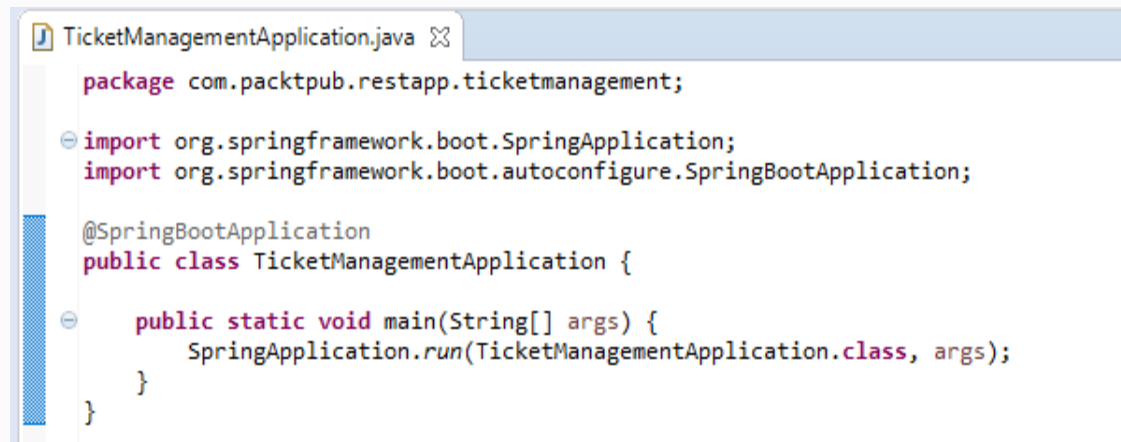 TicketManagementApplication.java
package com.packtpub.restapp.ticketmanagement;
import org.springframework.boot.SpringApplication;
import org.springframework.boot.autoconfigure.SpringBootApplication;
@SpringBootApplication
public class TicketManagementApplication {
public static void main(String[] args) {
SpringApplication.run(TicketManagementApplication.class, args);
}
}